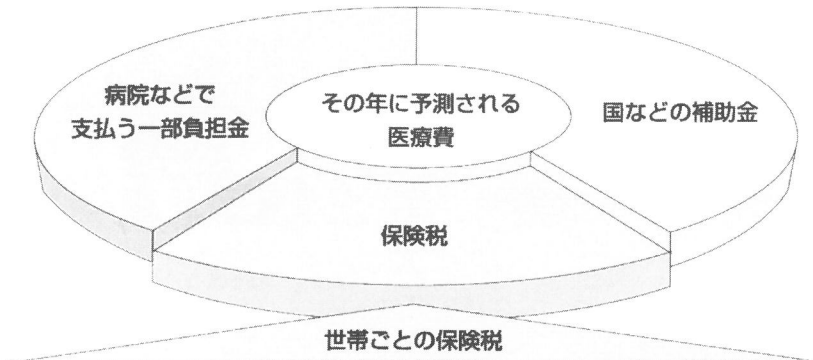 病院などで
支払う一部負担金
その年に予測される
医療費
国などの補助金
保険税
世帯ごとの保険税